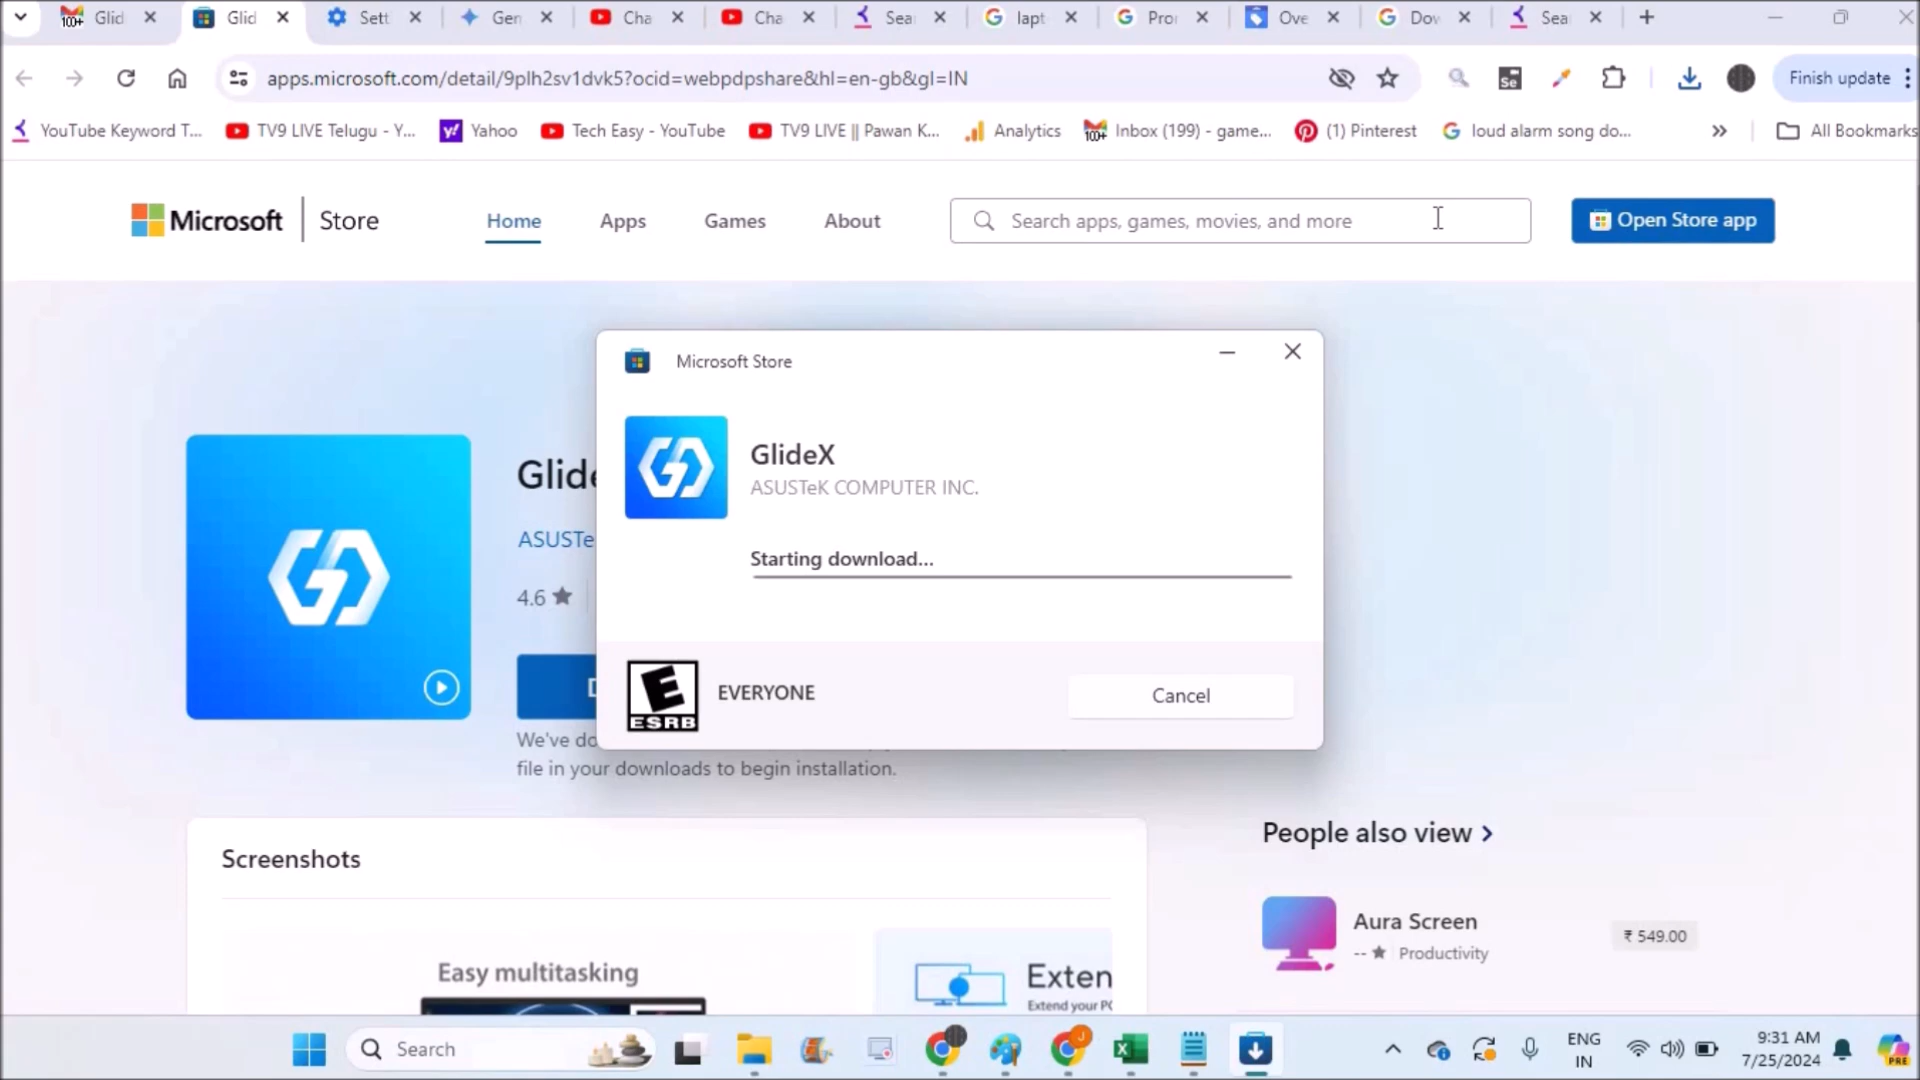 Glid
Glid
Sett
Gen
Cha
Cha
Sea
lapt
Pro
Ove
Dov
Sea
apps.microsoft.com/detail/9plh2sv1dvk5?ocid=webpdpshare&hl=en-gb&gl=IN
Se
Finish update
YouTube Keyword T...
TV9 LIVE Telugu - Y...
Yahoo
Tech Easy - YouTube
TV9 LIVE || Pawan K...
Analytics
100+
Inbox (199) - game...
(1) Pinterest
loud alarm song do...
All Bookmarks
Microsoft | Store
Home
Apps
Games
About
Search apps, games, movies, and more
Open Store app
Microsoft Store
GlideX
ASUSTeK COMPUTER INC.
Starting download...
E
ESRB
EVERYONE
Cancel
Glide
ASUSTe
4.6
D
We've do
file in your downloads to begin installation.
Screenshots
Easy multitasking
Exten
Extend your PC
People also view
Aura Screen
-- ★ Productivity
₹ 549.00
Search
J
ENG
IN
9:31 AM
7/25/2024
PRE